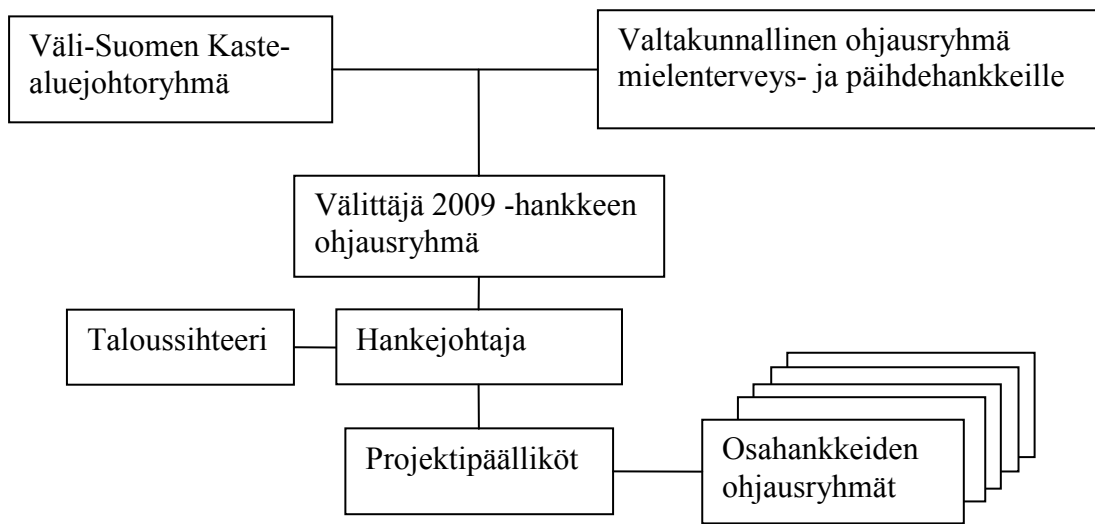 Väli-Suomen Kaste-
aluejohtoryhmä
Valtakunnallinen ohjausryhmä
mielenterveys- ja päihdehankkeille
Välittäjä 2009 -hankkeen
ohjausryhmä
Taloussihteeri
Hankejohtaja
Projektipäälliköt
Osahankkeiden
ohjausryhmät